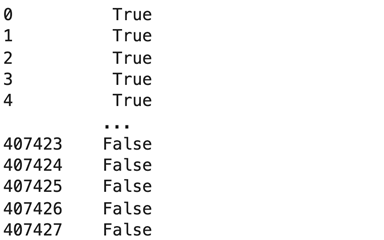 0 True
1 True
2 True
3 True
4 True
...
407423 False
407424 False
407425 False
407426 False
407427 False